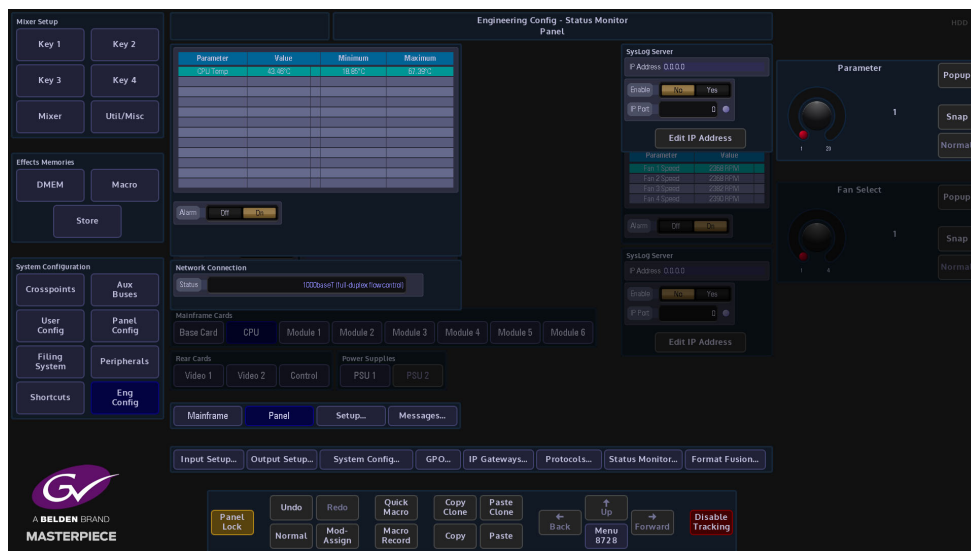 Engineering Config - Status Monitor
Panel
HDD
Mixer Setup
Key 1
Key 2
Key 3
Key 4
Mixer
Util/Misc
Effects Memories
DMEM
Macro
Store
System Configuration
Crosspoints
Aux
Buses
User
Config
Panel
Config
Filing
System
Peripherals
Shortcuts
Eng
Config
Parameter Value Minimum Maximum
CPU Temp
Alarm Off On
Network Connection
Status 1000baseT (full-duplex flowcontrol)
Mainframe Cards
Base Card CPU Module 1 Module 2 Module 3 Module 4 Module 5 Module 6
Rear Cards
Video 1 Video 2 Control
Power Supplies
PSU 1 PSU 2
Mainframe Panel Setup... Messages...
Input Setup... Output Setup... System Config... GPO... IP Gateways... Protocols... Status Monitor... Format Fusion...
SysLog Server
IP Address 0.0.0.0
Enable No Yes
IP Port 0
Edit IP Address
Parameter Value
Fan 1 Speed
Fan 2 Speed
Fan 3 Speed
Fan 4 Speed
Alarm Off On
SysLog Server
IP Address 0.0.0.0
Enable No Yes
IP Port 0
Edit IP Address
Parameter
1
Popup
Snap
Normal
Fan Select
1
1 4
Popup
Snap
Normal
GV
A BELDEN BRAND
MASTERPIECE
Panel
Lock
Undo
Redo
Normal
Mod-
Assign
Quick
Macro
Macro
Record
Copy
Clone
Paste
Clone
Copy
Paste
←
Back
↑
Up
Menu
8728
→
Forward
Disable
Tracking